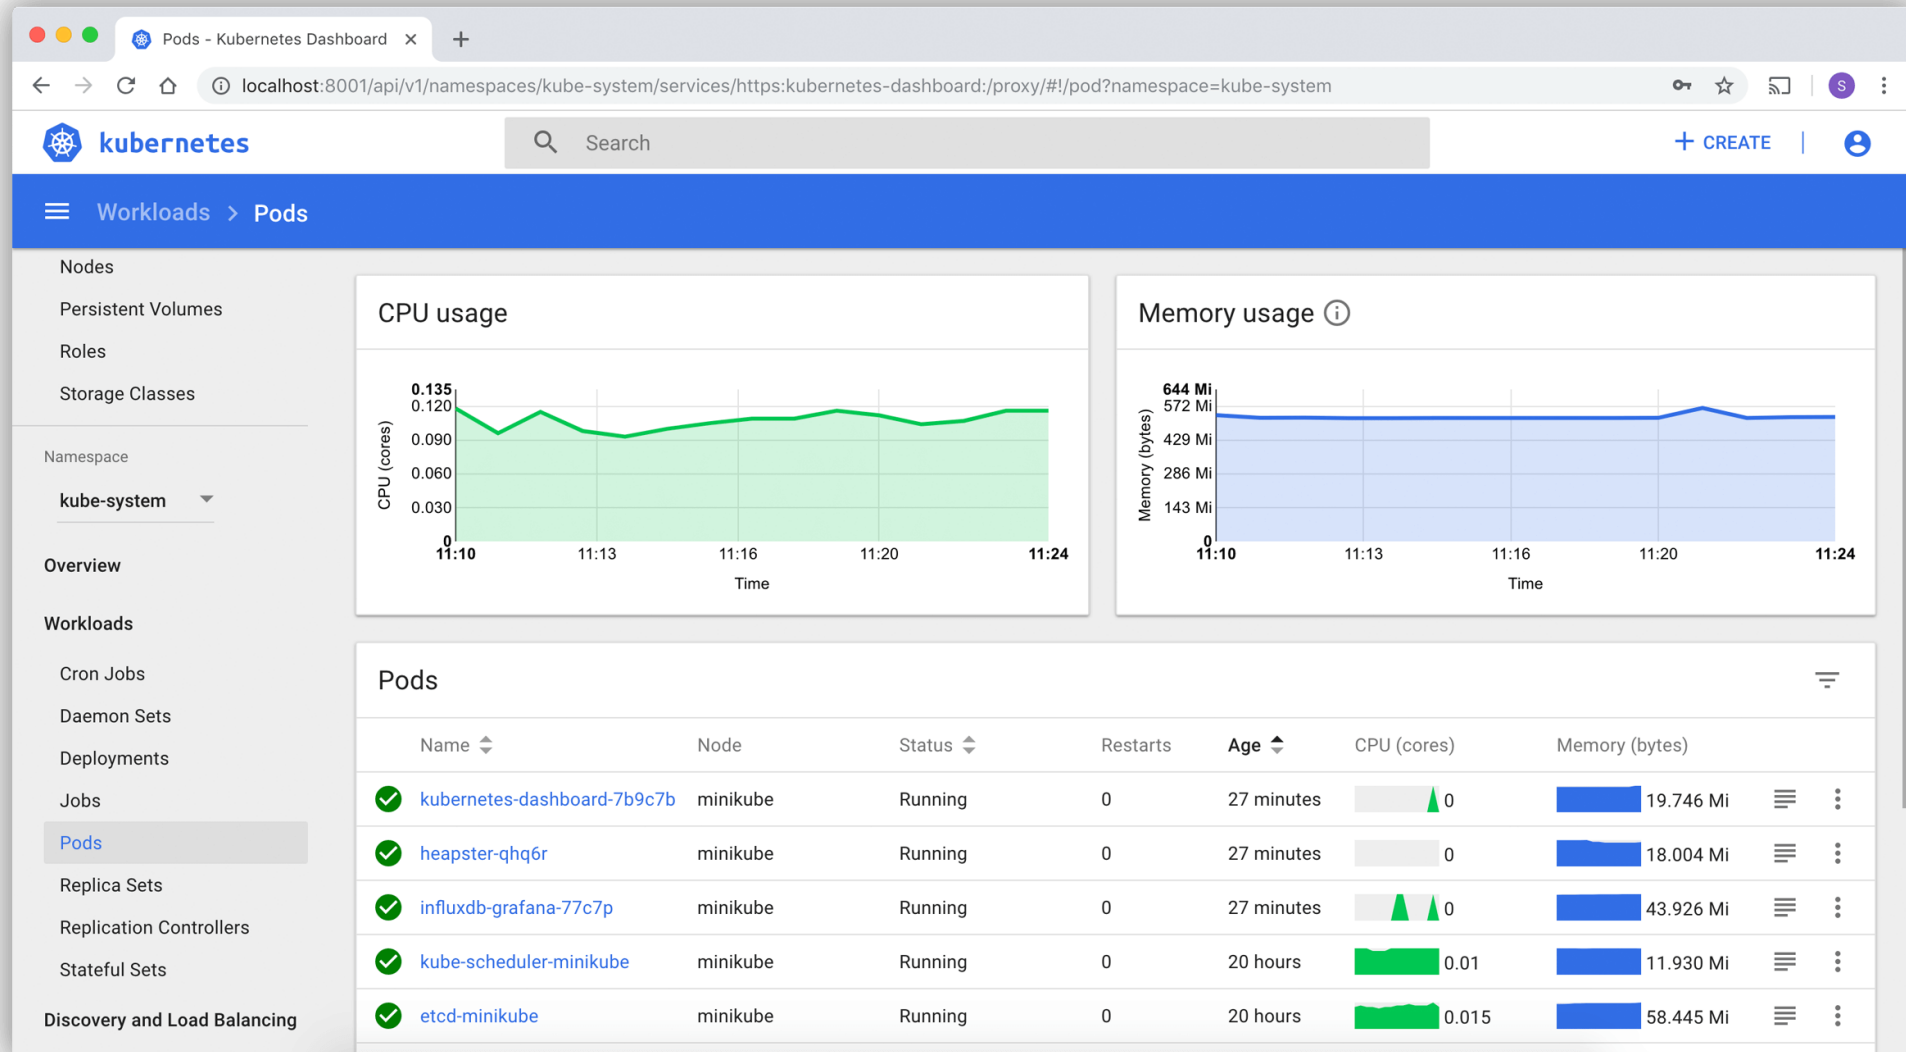 Pods - Kubernetes Dashboard
localhost:8001/api/v1/namespaces/kube-system/services/https:kubernetes-dashboard:/proxy/#!/pod?namespace=kube-system
S
kubernetes
Search
+ CREATE
Workloads > Pods
Nodes
Persistent Volumes
Roles
Storage Classes
Namespace
kube-system
Overview
Workloads
Cron Jobs
Daemon Sets
Deployments
Jobs
Pods
Replica Sets
Replication Controllers
Stateful Sets
Discovery and Load Balancing
CPU usage
CPU (cores)
0.135
0.120
0.090
0.060
0.030
0
11:10 11:13 11:16 11:20 11:24
Time
Memory usage
Memory (bytes)
644 Mi
572 Mi
429 Mi
286 Mi
143 Mi
0
11:10 11:13 11:16 11:20 11:24
Time
Pods
Name Node Status Restarts Age CPU (cores) Memory (bytes)
kubernetes-dashboard-7b9c7b minikube Running 0 27 minutes 0 19.746 Mi
heapster-qhq6r minikube Running 0 27 minutes 0 18.004 Mi
influxdb-grafana-77c7p minikube Running 0 27 minutes 0 43.926 Mi
kube-scheduler-minikube minikube Running 0 20 hours 0.01 11.930 Mi
etcd-minikube minikube Running 0 20 hours 0.015 58.445 Mi